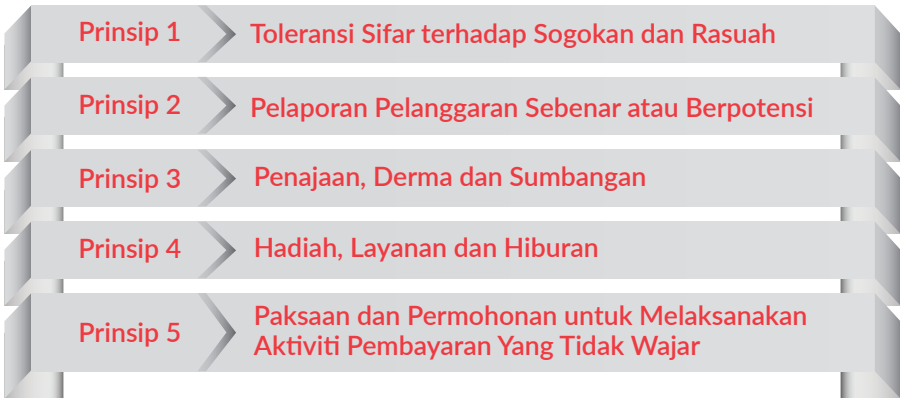 Prinsip 1 Toleransi Sifar terhadap Sogokan dan Rasuah
Prinsip 2 Pelaporan Pelanggaran Sebenar atau Berpotensi
Prinsip 3 Penajaan, Derma dan Sumbangan
Prinsip 4 Hadiah, Layanan dan Hiburan
Prinsip 5 Paksaan dan Permohonan untuk Melaksanakan
Aktiviti Pembayaran Yang Tidak Wajar